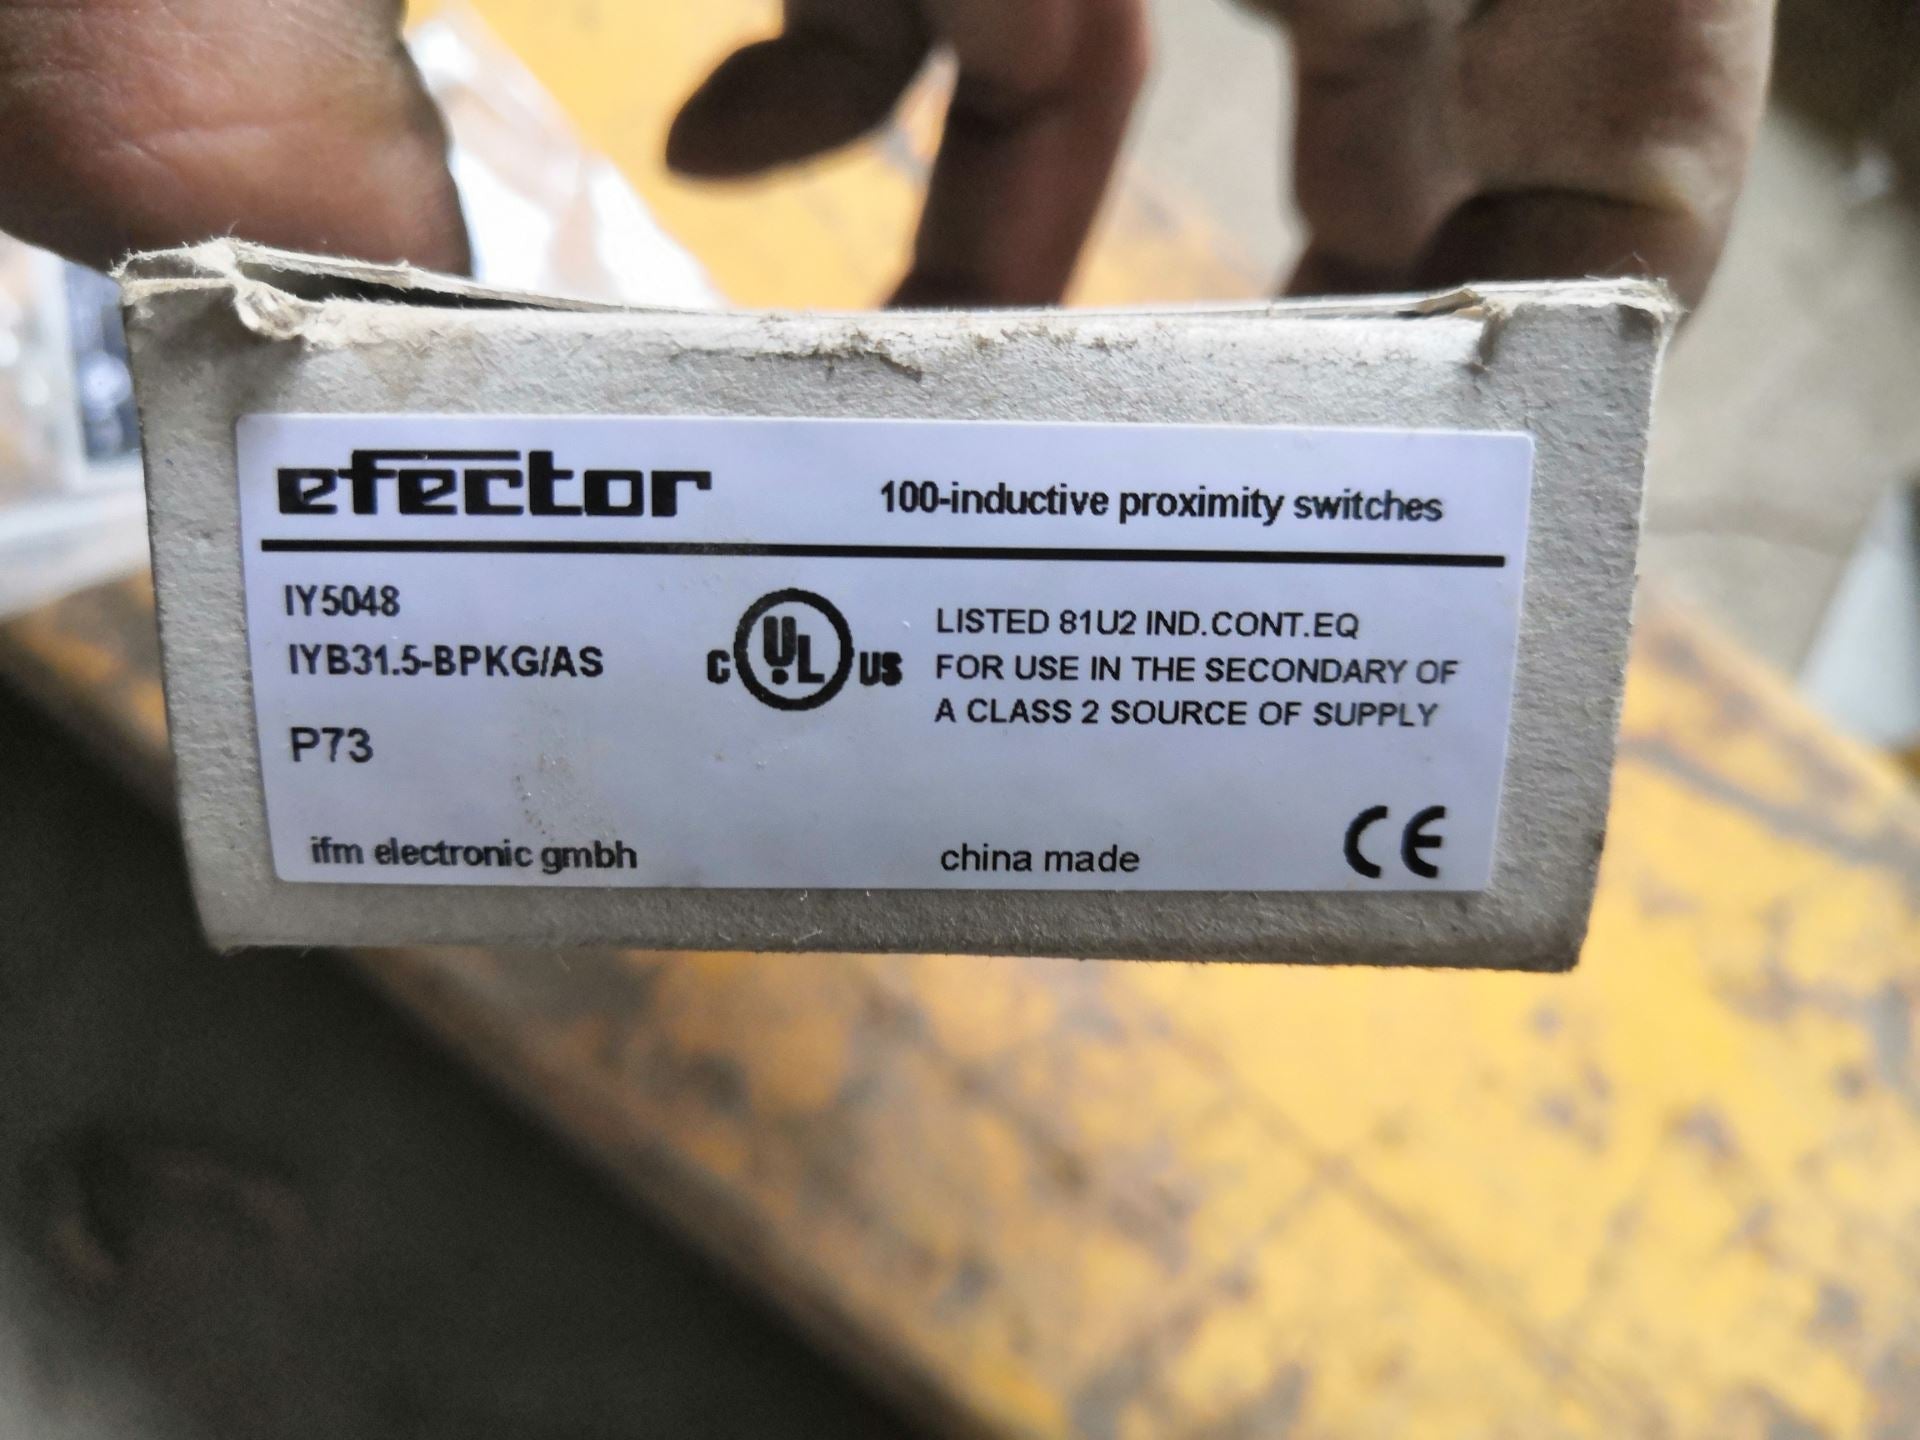 efector
100-inductive proximity switches
IY5048
IYB31.5-BPKG/AS
P73
C UL US
LISTED 81U2 IND.CONT.EQ
FOR USE IN THE SECONDARY OF
A CLASS 2 SOURCE OF SUPPLY
ifm electronic gmbh
china made
CE